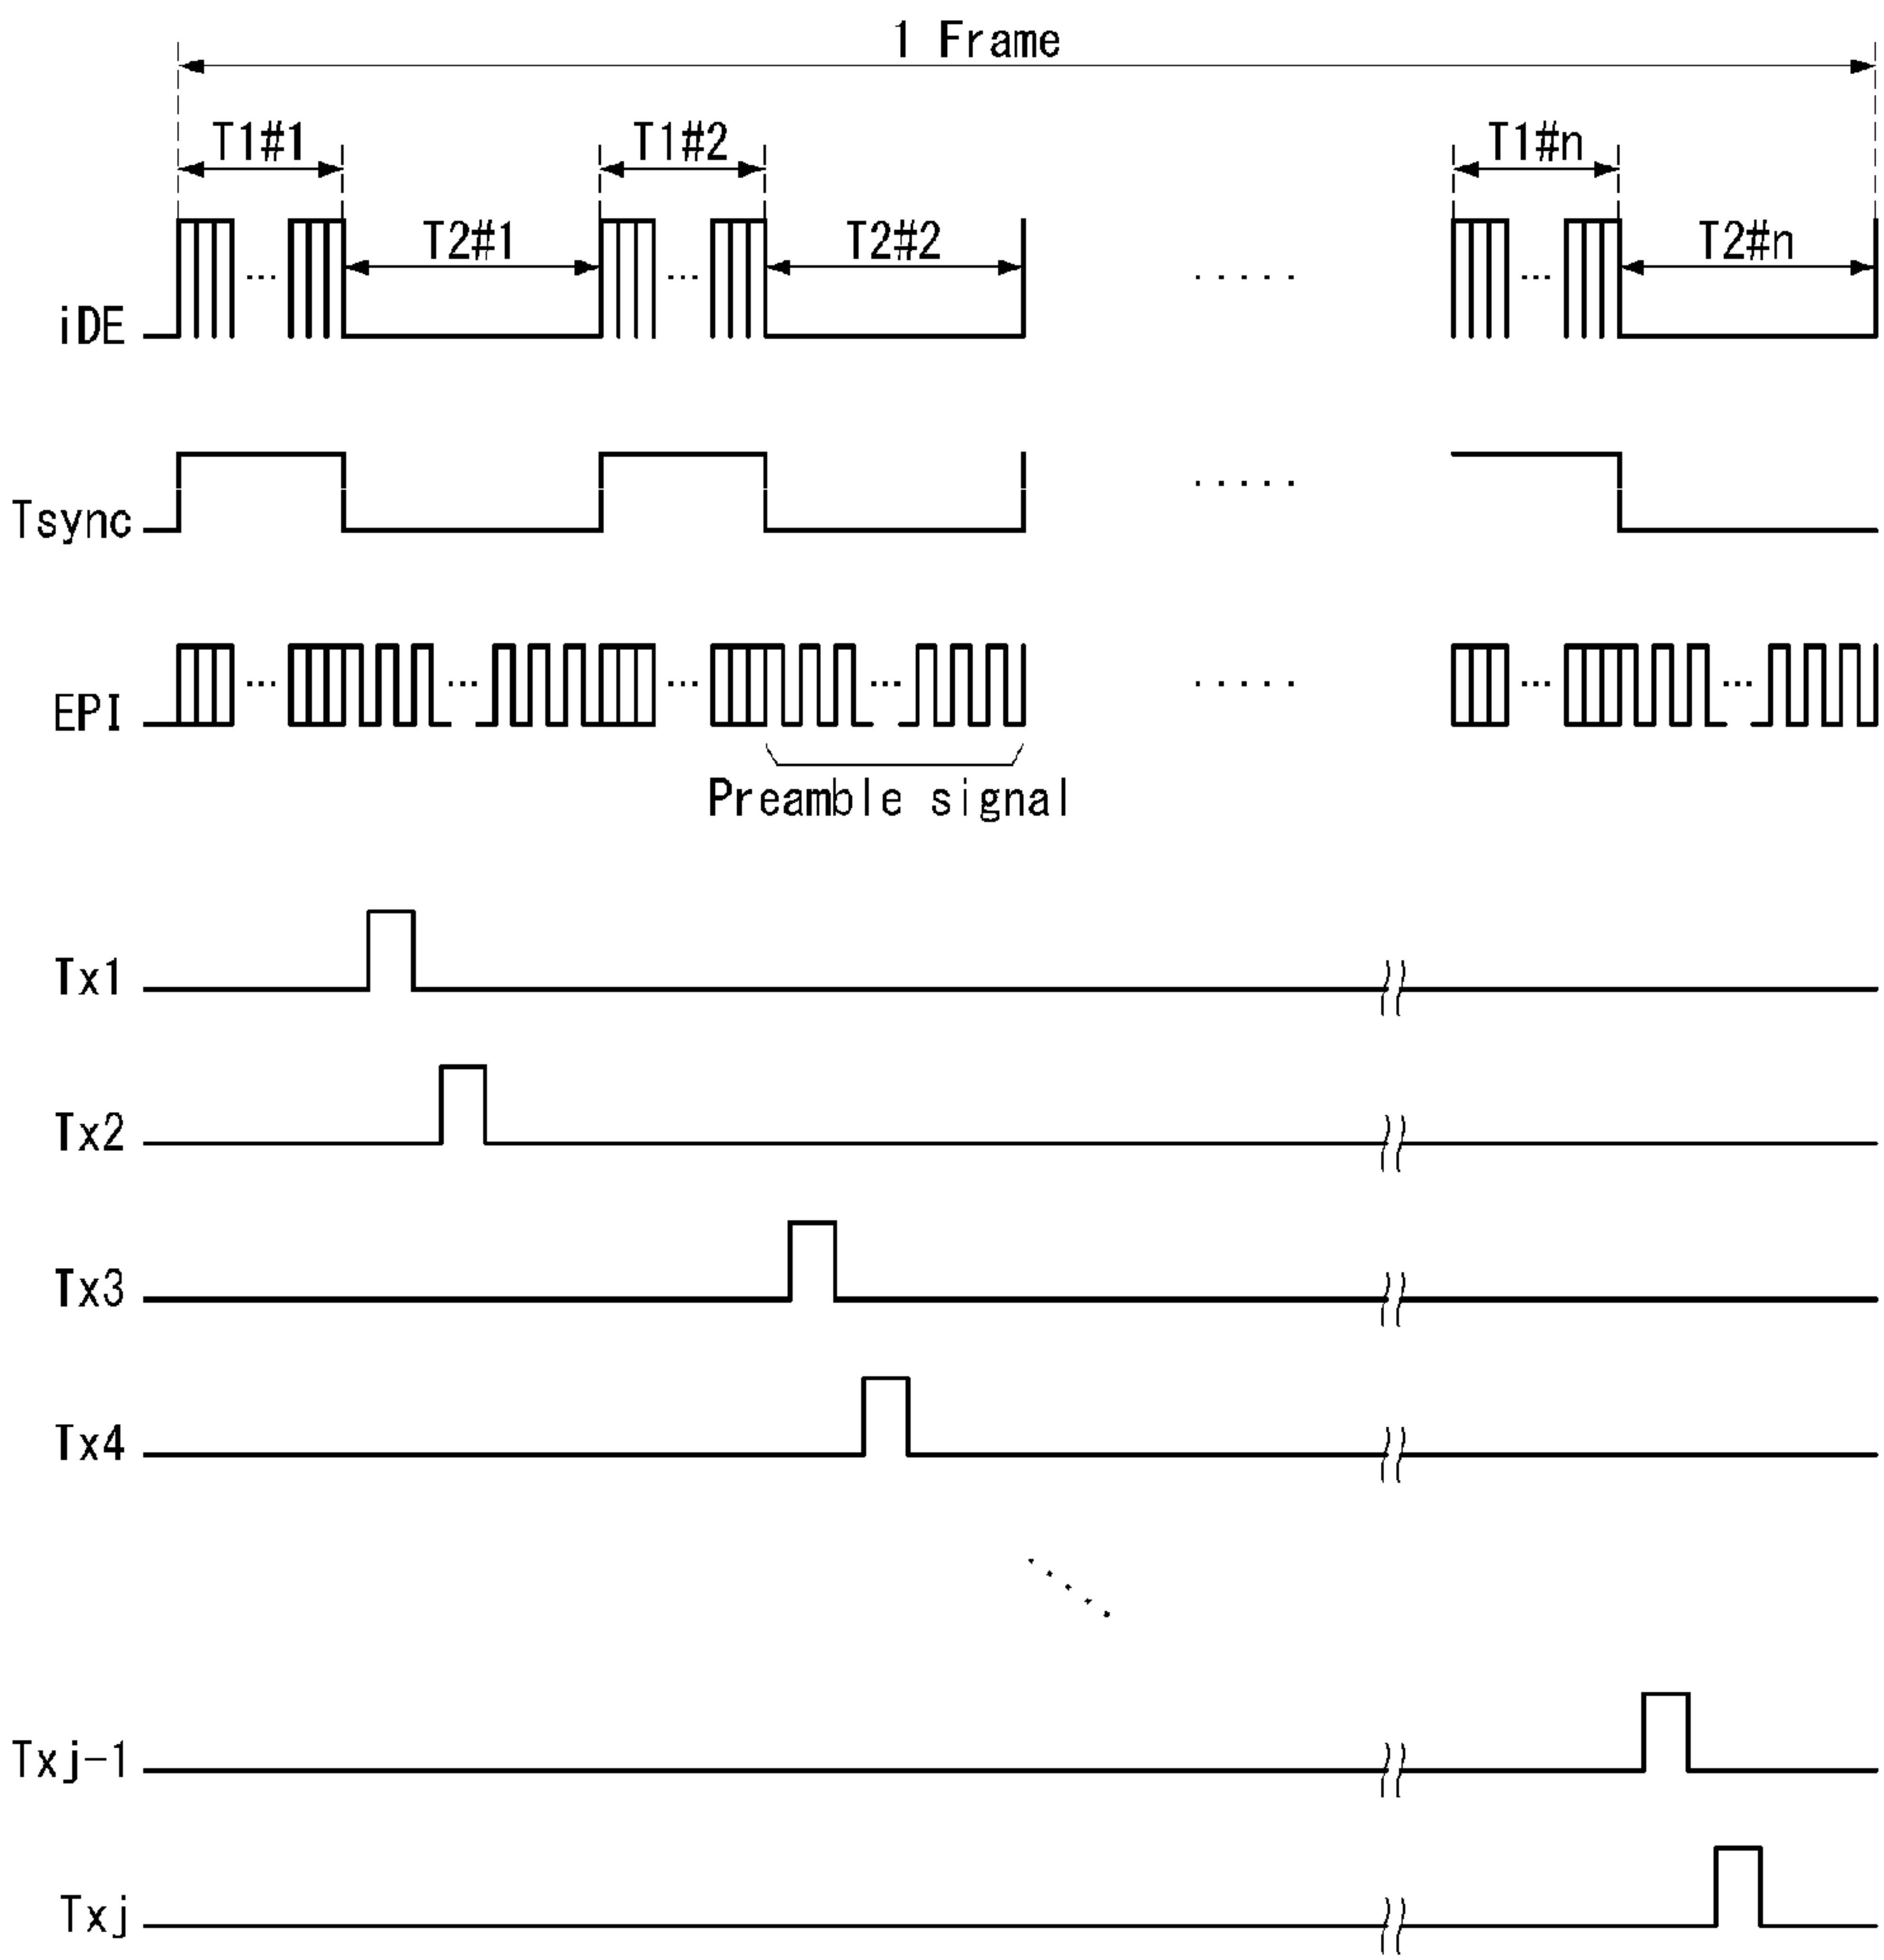 1 Frame
T1#1
T1#2
T1#n
T2#1
T2#2
T2#n
...
...
.....
...
iDE
.....
Tsync
...
...
...
...
.....
...
...
EPI
Preamble signal
Tx1
Tx2
Tx3
Tx4
.....
Txj-1
Txj